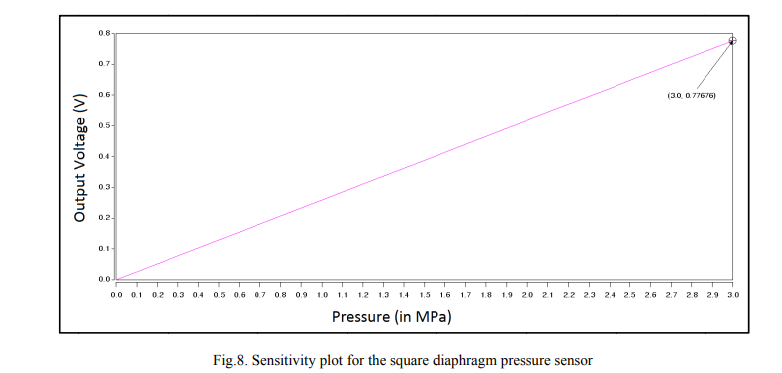 0.8
0.7
0.6
0.5
0.4
0.3
0.2
0.1
0.0
Output Voltage (V)
(3.0, 0.77676)
0.0 0.1 0.2 0.3 0.4 0.5 0.6 0.7 0.8 0.9 1.0 1.1 1.2 1.3 1.4 1.5 1.6 1.7 1.8 1.9 2.0 2.1 2.2 2.3 2.4 2.5 2.6 2.7 2.8 2.9 3.0
Pressure (in MPa)
Fig.8. Sensitivity plot for the square diaphragm pressure sensor